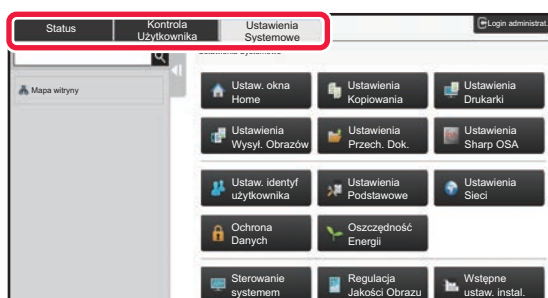 Status Kontrola Użytkownika Ustawienia Systemowe Login administrat.
Ustawienia Systemowe
Mapa witryny
Ustaw. okna Home
Ustawienia Kopiowania
Ustawienia Drukarki
Ustawienia Wysył. Obrazów
Ustawienia Przech. Dok.
Ustawienia Sharp OSA
Ustaw. identyf użytkownika
Ustawienia Podstawowe
Ustawienia Sieci
Ochrona Danych
Oszczędność Energii
Sterowanie systemem
Regulacja Jakości Obrazu
Wstępne ustaw. instal.